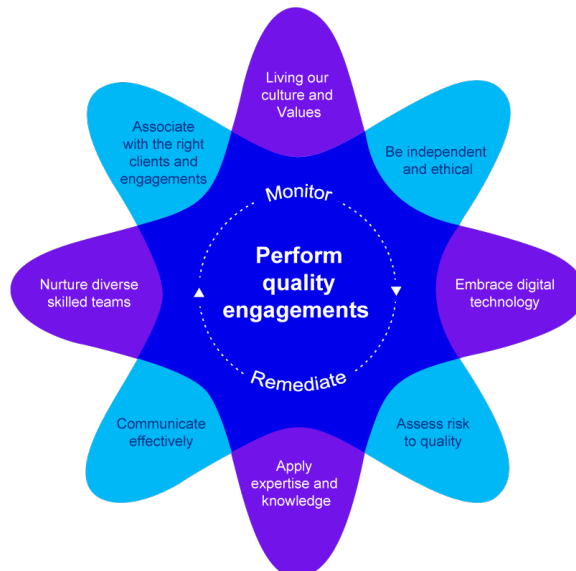 Living our
culture and
Values
Associate
with the right
clients and
engagements
Be independent
and ethical
Monitor
Perform
quality
engagements
Nurture diverse
skilled teams
Embrace digital
technology
Remediate
Communicate
effectively
Assess risk
to quality
Apply
expertise and
knowledge